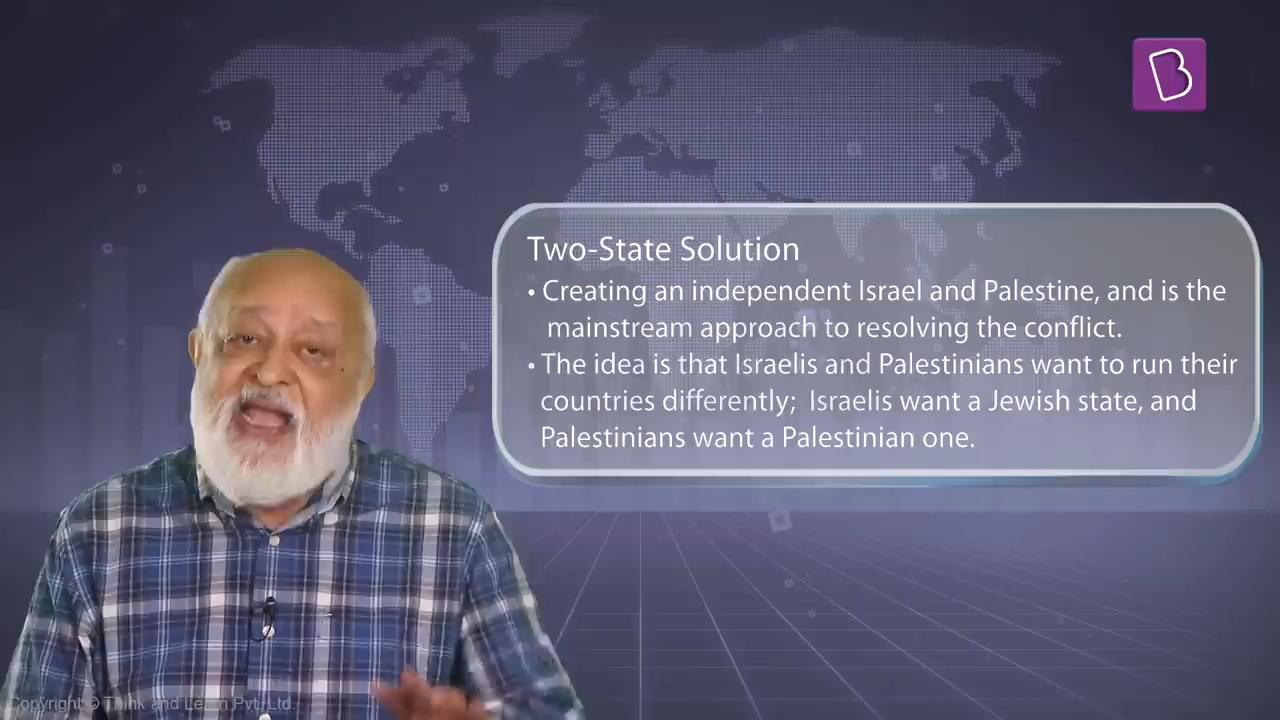 Two-State Solution
• Creating an independent Israel and Palestine, and is the
mainstream approach to resolving the conflict.
• The idea is that Israelis and Palestinians want to run their
countries differently; Israelis want a Jewish state, and
Palestinians want a Palestinian one.
B
Copyright © Think and Learn Pvt. Ltd.